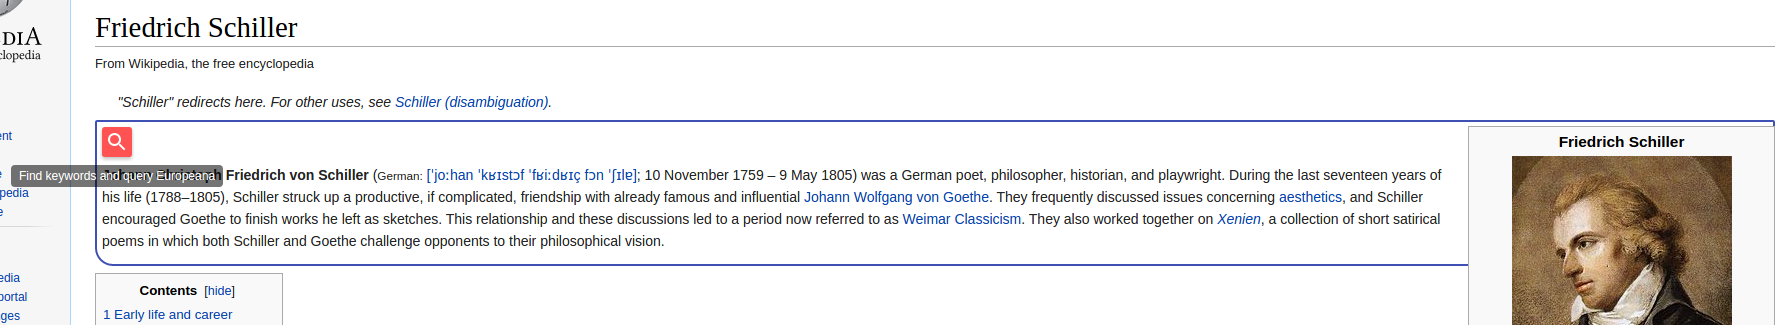 Friedrich Schiller
DIA
clopedia
From Wikipedia, the free encyclopedia
"Schiller" redirects here. For other uses, see Schiller (disambiguation).
ent
Find keywords and query Europeana
pedia
e
edia
portal
ges
Friedrich von Schiller (German: [ˈjoːhan ˈkʁɪstɔf ˈfʁiːdʁɪç fɔn ˈʃɪlɐ]; 10 November 1759 – 9 May 1805) was a German poet, philosopher, historian, and playwright. During the last seventeen years of
his life (1788–1805), Schiller struck up a productive, if complicated, friendship with already famous and influential Johann Wolfgang von Goethe. They frequently discussed issues concerning aesthetics, and Schiller
encouraged Goethe to finish works he left as sketches. This relationship and these discussions led to a period now referred to as Weimar Classicism. They also worked together on Xenien, a collection of short satirical
poems in which both Schiller and Goethe challenge opponents to their philosophical vision.
Friedrich Schiller
Contents [hide]
1 Early life and career